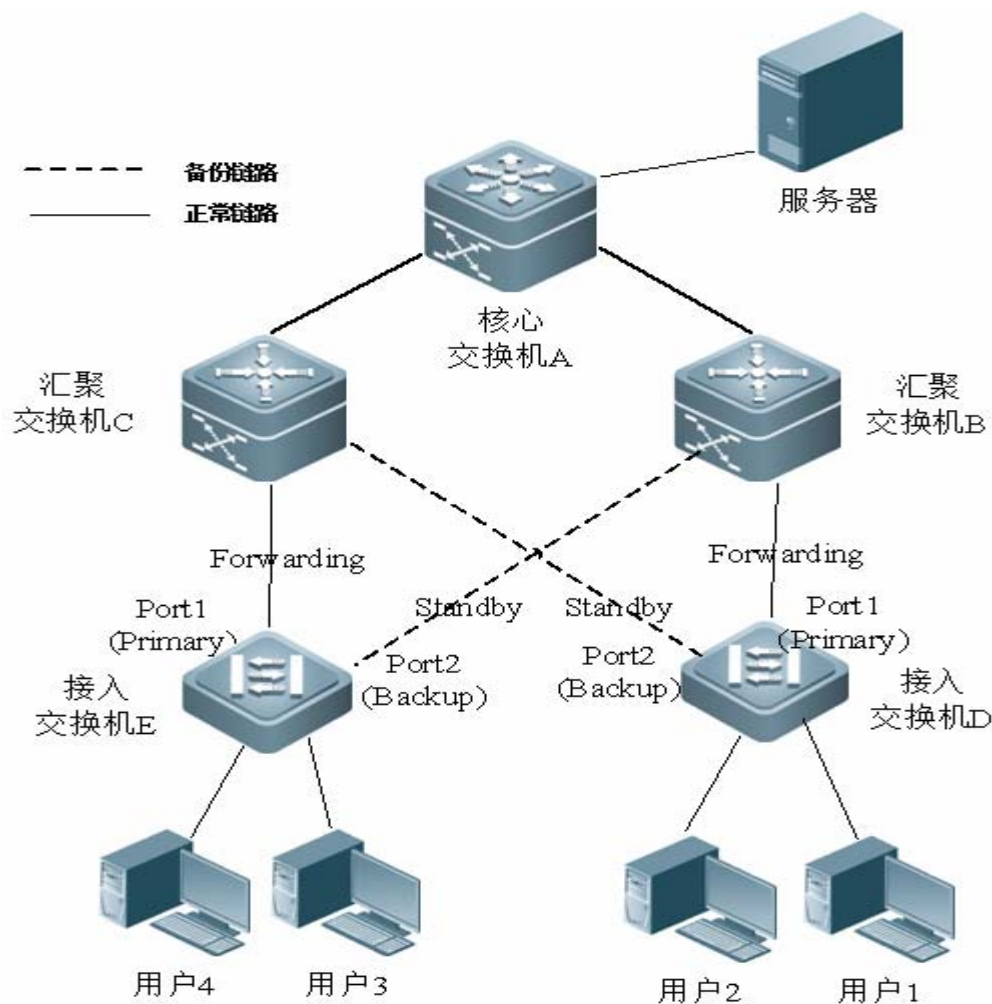 服务器
备份链路
正常链路
核心
交换机A
汇聚
交换机C
汇聚
交换机B
Forwarding
Forwarding
Port1
(Primary)
Standby
Standby
Port1
(Primary)
Port2
(Backup)
Port2
(Backup)
接入
交换机E
接入
交换机D
用户4
用户3
用户2
用户1